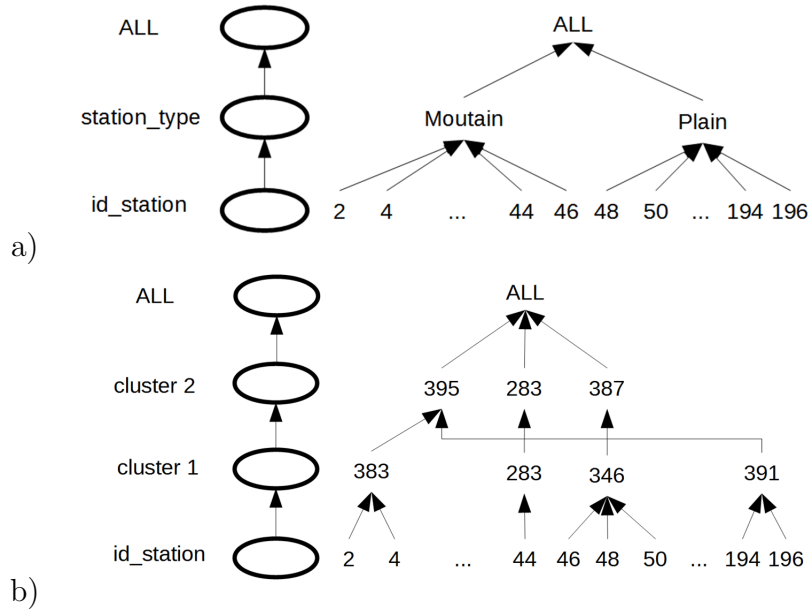 ALL ALL
station_type Moutain Plain
id_station 2 4 ... 44 46 48 50 ... 194 196
a)
ALL ALL
cluster 2 395 283 387
cluster 1 383 283 346 391
id_station 2 4 ... 44 46 48 50 ... 194 196
b)